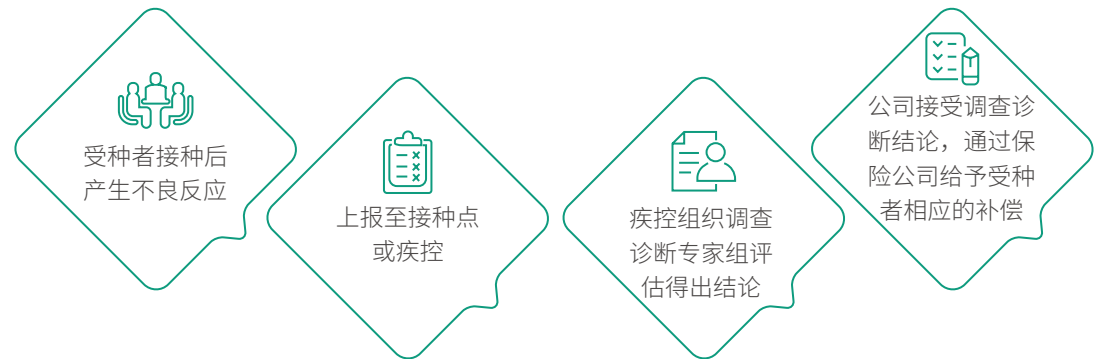 受种者接种后
产生不良反应
上报至接种点
或疾控
疾控组织调查
诊断专家组评
估得出结论
公司接受调查诊
断结论，通过保
险公司给予受种
者相应的补偿